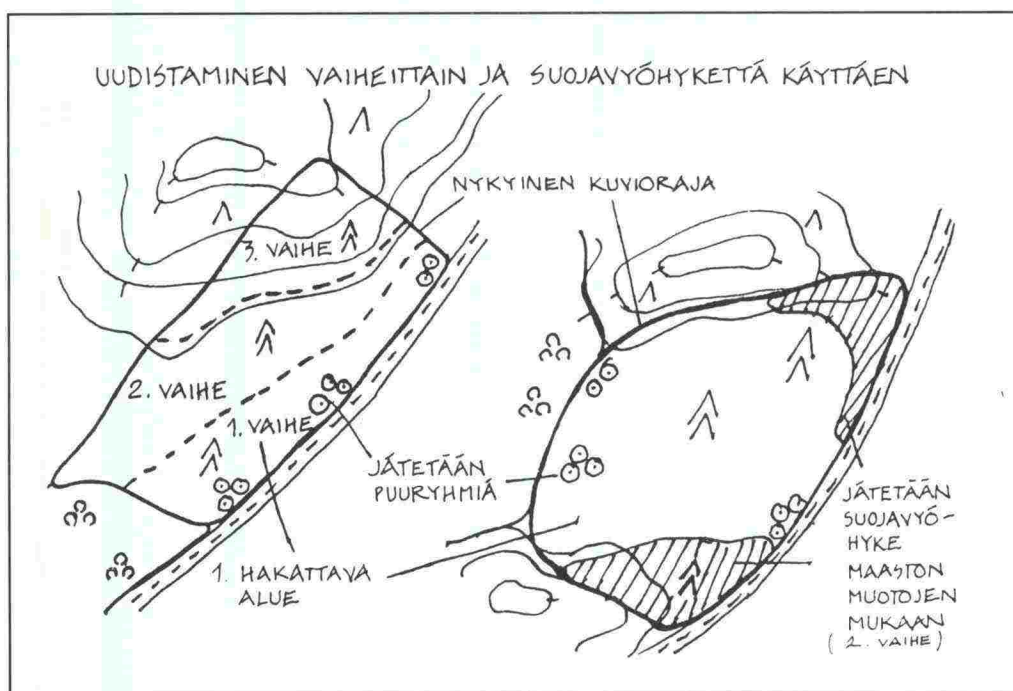 UUDISTAMINEN VAIHEITTAIN JA SUOJAVYÖHYKETTÄ KÄYTTÄEN
NYKYINEN KUVIORAJA
3. VAIHE
2. VAIHE
1. VAIHE
JÄTETÄÄN
PUURYHMIÄ
1. HAKATTAVA
ALUE
JÄTETÄÄN
SUOJAVYÖ-
HYKE
MAASTON
MUOTOJEN
MUKAAN
(2. VAIHE)